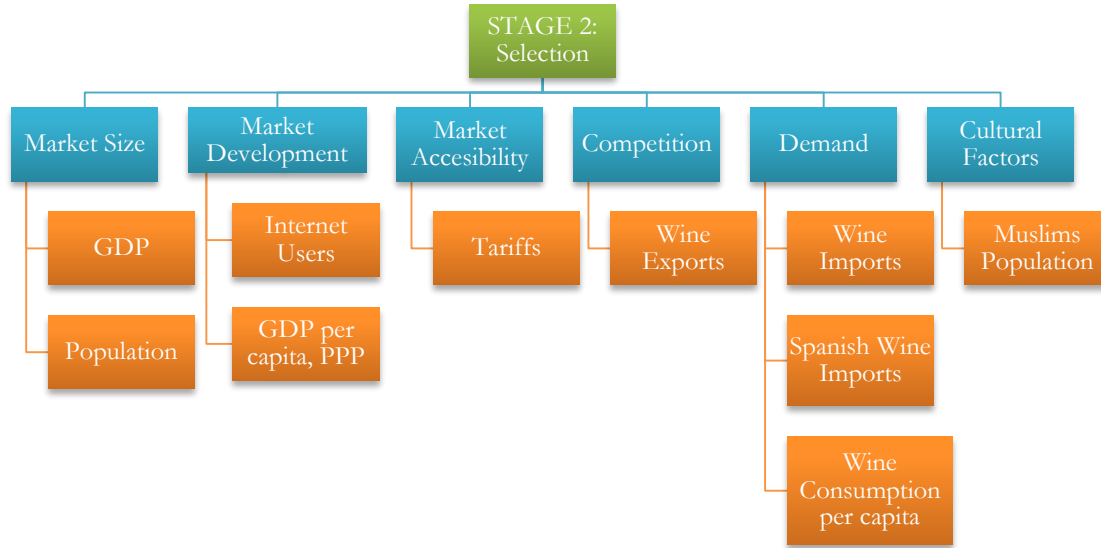 STAGE 2:
Selection
Market Size
Market
Development
Market
Accesibility
Competition
Demand
Cultural
Factors
GDP
Population
Internet
Users
GDP per
capita, PPP
Tariffs
Wine
Exports
Wine
Imports
Spanish Wine
Imports
Wine
Consumption
per capita
Muslims
Population